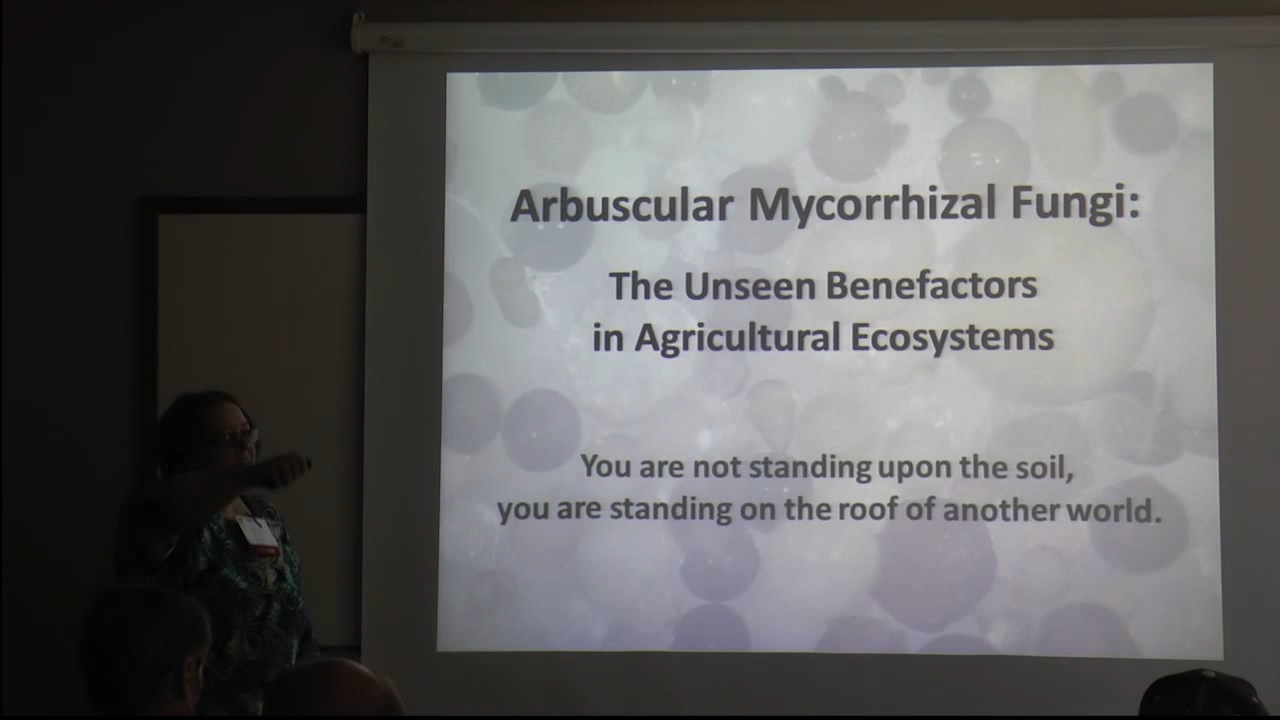 Arbuscular Mycorrhizal Fungi:
The Unseen Benefactors
in Agricultural Ecosystems
You are not standing upon the soil,
you are standing on the roof of another world.